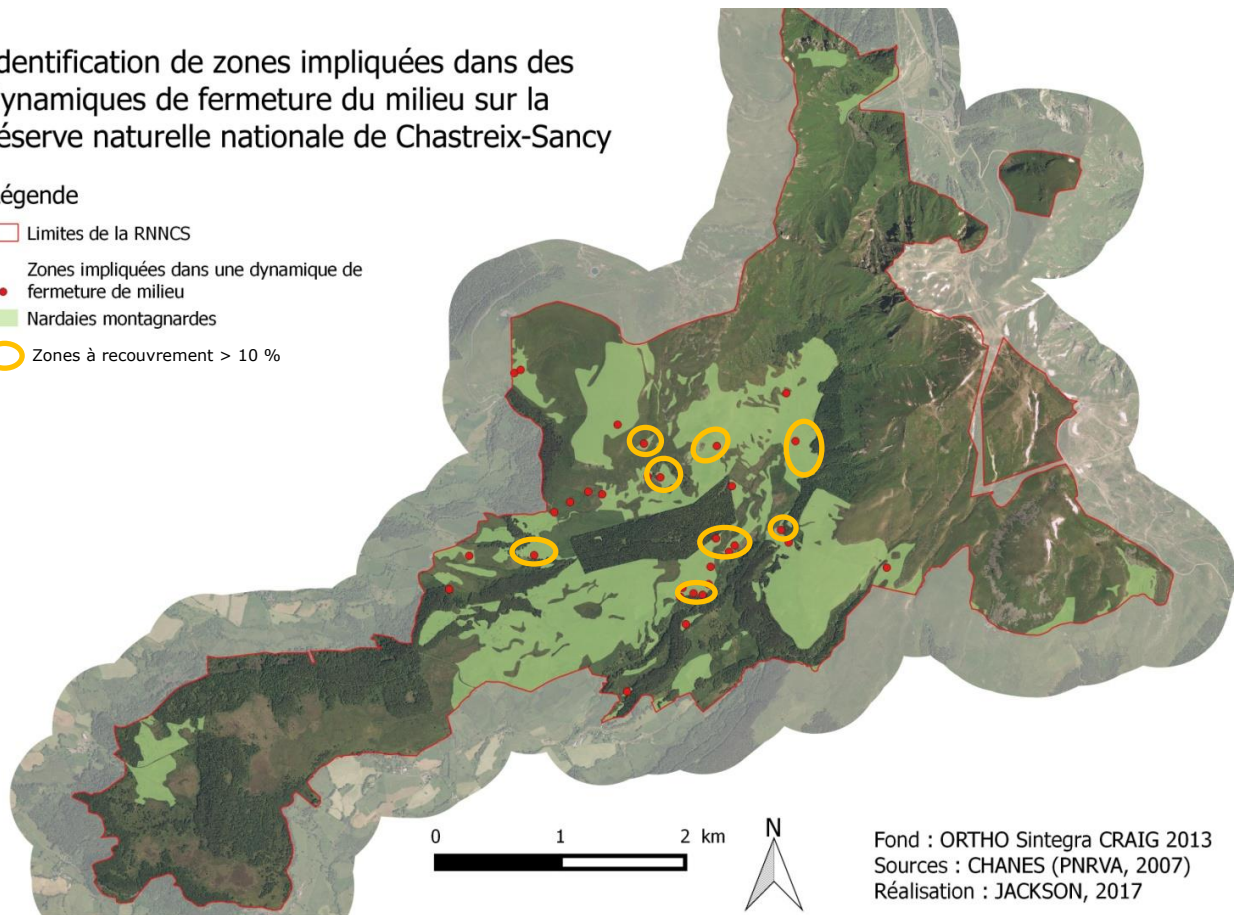 dentification de zones impliquées dans des
ynamiques de fermeture du milieu sur la
éserve naturelle nationale de Chastreix-Sancy
égende
Limites de la RNNCS
Zones impliquées dans une dynamique de
fermeture de milieu
Nardaies montagnardes
Zones à recouvrement > 10 %
0 1 2 km
N
Fond : ORTHO Sintegra CRAIG 2013
Sources : CHANES (PNRVA, 2007)
Réalisation : JACKSON, 2017